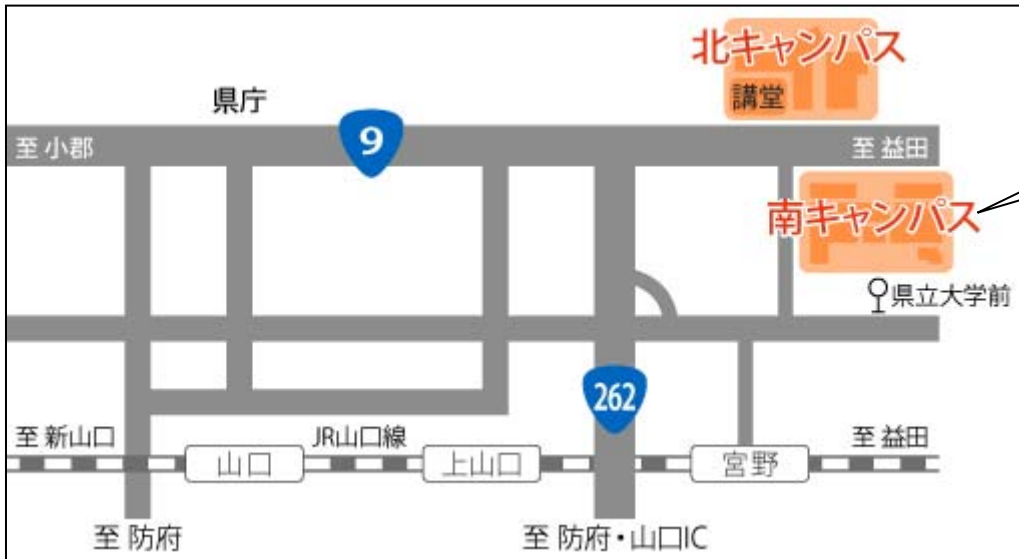 北キャンパス
講堂
県庁
9
至 小郡
至 益田
南キャンパス
県立大学前
262
至 新山口
JR山口線
至 益田
山口
上山口
宮野
至 防府
至 防府・山口IC